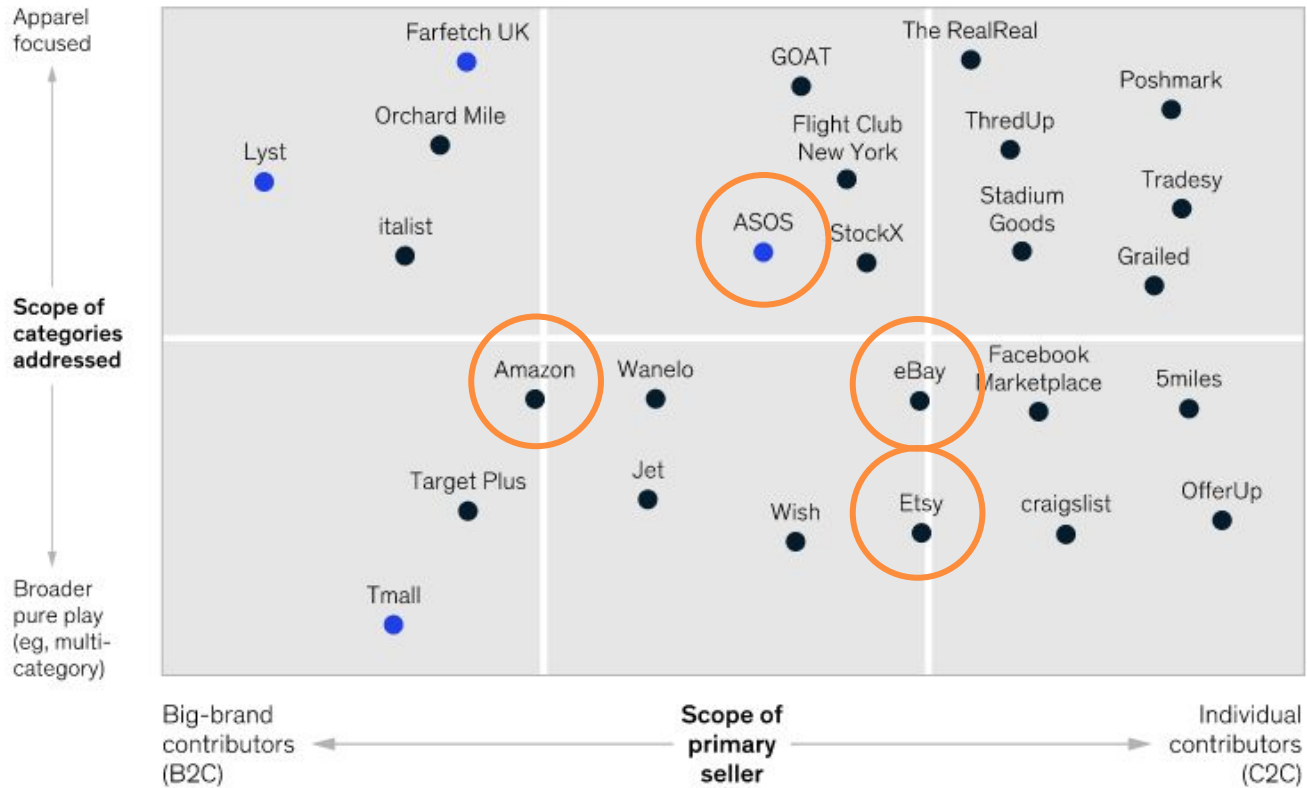 Apparel
focused
Farfetch UK
The RealReal
GOAT
Poshmark
Orchard Mile
Flight Club
New York
ThredUp
Lyst
Tradesy
Stadium
Goods
italist
ASOS
StockX
Grailed
Scope of
categories
addressed
Amazon
Wanelo
eBay
Facebook
Marketplace
5miles
Target Plus
Jet
Wish
Etsy
craigslist
OfferUp
Tmall
Broader
pure play
(eg, multi-
category)
Big-brand
contributors
(B2C)
Scope of
primary
seller
Individual
contributors
(C2C)